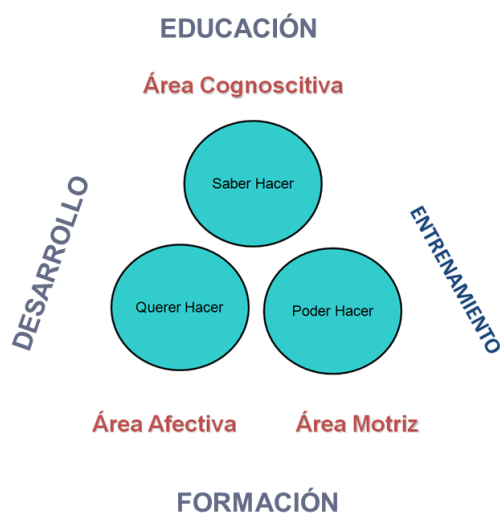 EDUCACIÓN
Área Cognoscitiva
Saber Hacer
DESARROLLO
ENTRENAMIENTO
Querer Hacer
Poder Hacer
Área Afectiva
Área Motriz
FORMACIÓN